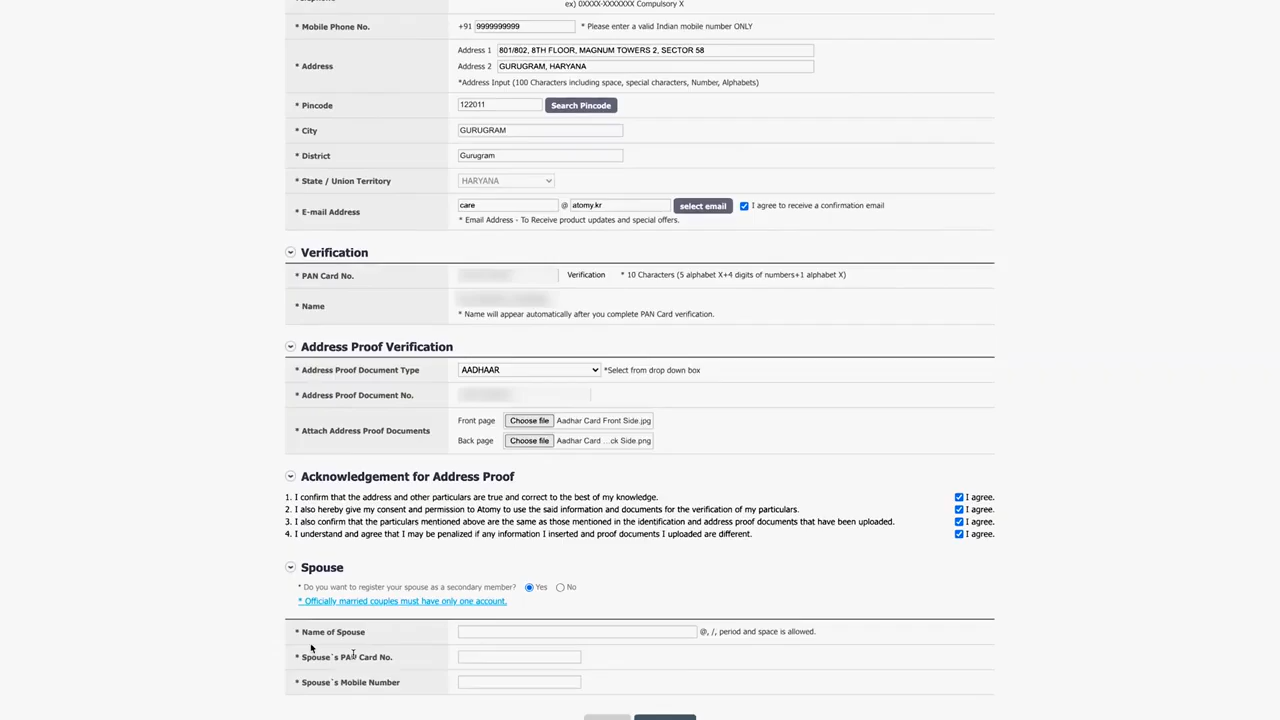 ex) 0XXXX-XXXXXXX Compulsory X
* Mobile Phone No.
+91 9999999999 * Please enter a valid Indian mobile number ONLY
* Address
Address 1 801/802, 8TH FLOOR, MAGNUM TOWERS 2, SECTOR 58
Address 2 GURUGRAM, HARYANA
*Address Input (100 Characters including space, special characters, Number, Alphabets)
* Pincode 122011 Search Pincode
* City GURUGRAM
* District Gurugram
* State / Union Territory HARYANA
* E-mail Address care @ atomy.kr select email I agree to receive a confirmation email
* Email Address - To Receive product updates and special offers.
Verification
* PAN Card No. Verification * 10 Characters (5 alphabet X+4 digits of numbers+1 alphabet X)
* Name
* Name will appear automatically after you complete PAN Card verification.
Address Proof Verification
* Address Proof Document Type AADHAAR *Select from drop down box
* Address Proof Document No.
* Attach Address Proof Documents
Front page Choose file Aadhar Card Front Side.jpg
Back page Choose file Aadhar Card ...ck Side.png
Acknowledgement for Address Proof
1. I confirm that the address and other particulars are true and correct to the best of my knowledge. I agree.
2. I also hereby give my consent and permission to Atomy to use the said information and documents for the verification of my particulars. I agree.
3. I also confirm that the particulars mentioned above are the same as those mentioned in the identification and address proof documents that have been uploaded. I agree.
4. I understand and agree that I may be penalized if any information I inserted and proof documents I uploaded are different. I agree.
Spouse
* Do you want to register your spouse as a secondary member? Yes No
* Officially married couples must have only one account.
* Name of Spouse @, /, period and space is allowed.
* Spouse`s PAN Card No.
* Spouse`s Mobile Number